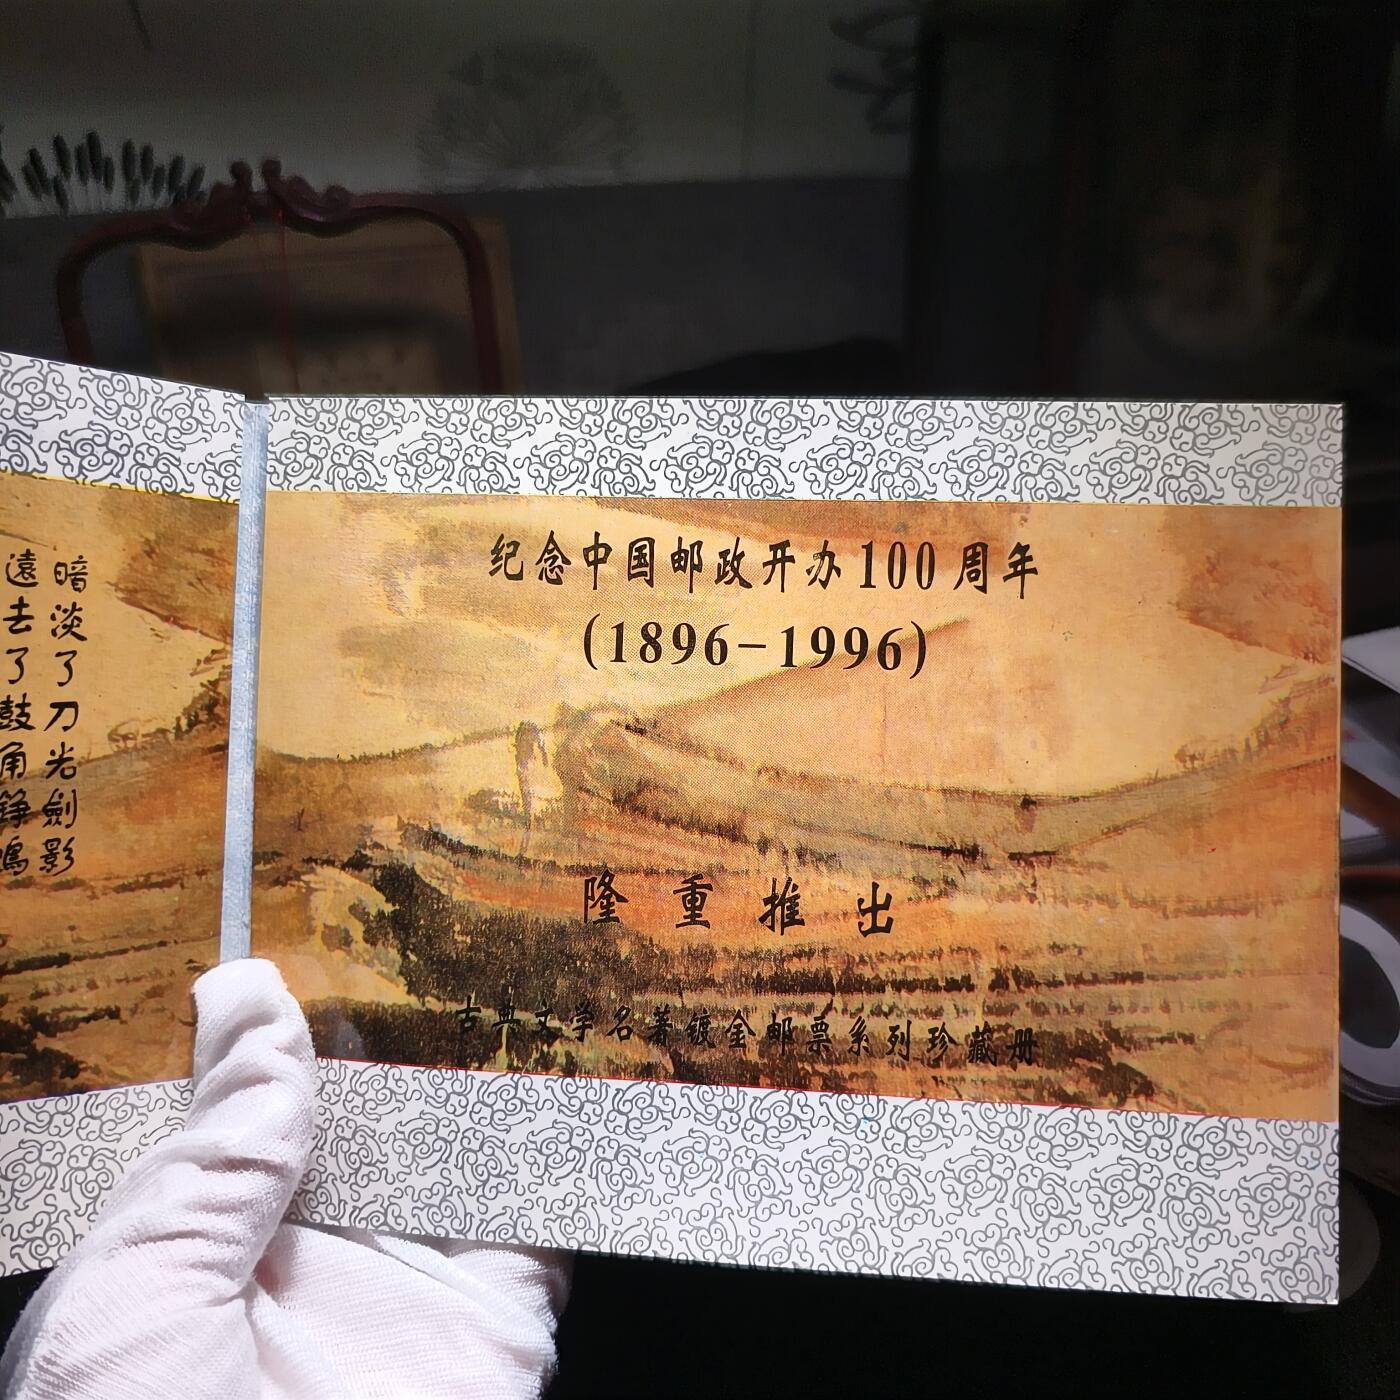 暗淡了刀光劍影
遠去了鼓角錚鳴
纪念中国邮政开办100周年
(1896-1996)
隆重推出
古典文学名著镀金邮票系列珍藏册